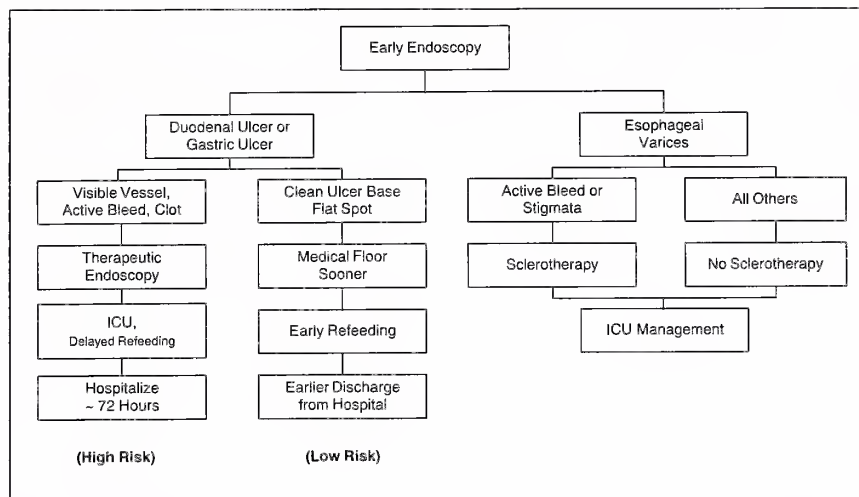 Early Endoscopy
Duodenal Ulcer or
Gastric Ulcer
Esophageal
Varices
Visible Vessel,
Active Bleed, Clot
Clean Ulcer Base
Flat Spot
Active Bleed or
Stigmata
All Others
Therapeutic
Endoscopy
Medical Floor
Sooner
Sclerotherapy
No Sclerotherapy
ICU,
Delayed Refeeding
Early Refeeding
ICU Management
Hospitalize
~ 72 Hours
Earlier Discharge
from Hospital
(High Risk)
(Low Risk)